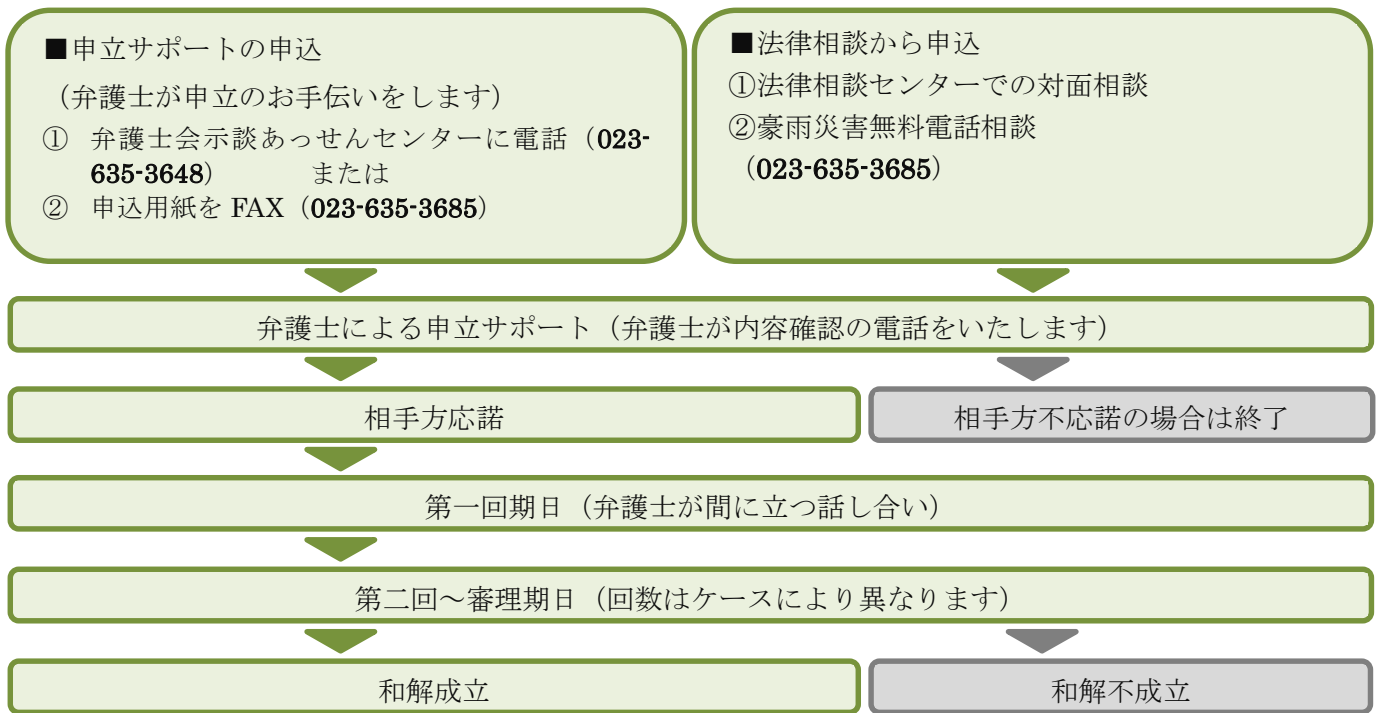 ■申立サポートの申込
（弁護士が申立のお手伝いをします）
① 弁護士会示談あっせんセンターに電話（023-
635-3648） または
② 申込用紙を FAX（023-635-3685）
■法律相談から申込
①法律相談センターでの対面相談
②豪雨災害無料電話相談
（023-635-3685）
弁護士による申立サポート（弁護士が内容確認の電話をいたします）
相手方応諾
相手方不応諾の場合は終了
第一回期日（弁護士が間に立つ話し合い）
第二回～審理期日（回数はケースにより異なります）
和解成立
和解不成立